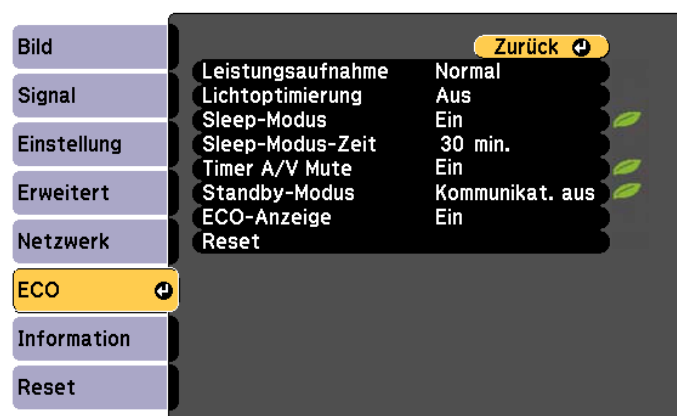 Bild
Signal
Einstellung
Erweitert
Netzwerk
ECO
Information
Reset
Zurück
Leistungsaufnahme Normal
Lichtoptimierung Aus
Sleep-Modus Ein
Sleep-Modus-Zeit 30 min.
Timer A/V Mute Ein
Standby-Modus Kommunikat. aus
ECO-Anzeige Ein
Reset